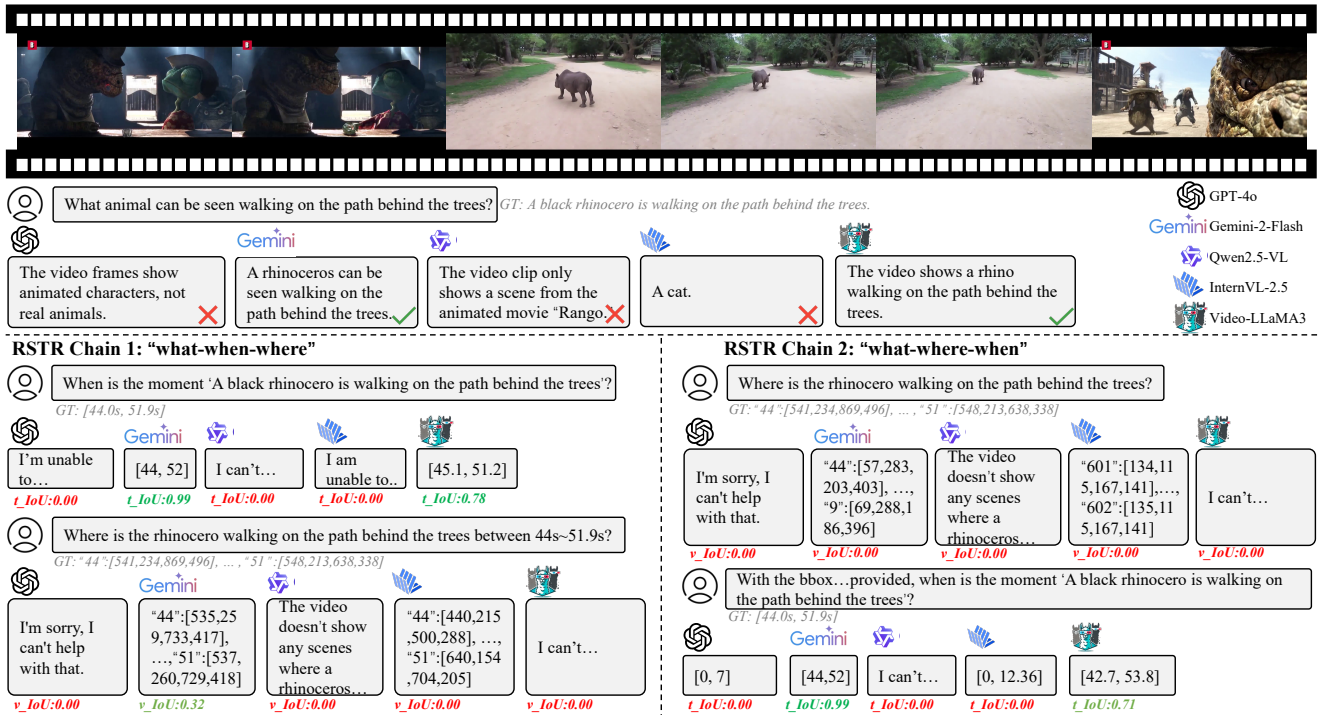 What animal can be seen walking on the path behind the trees?
GT: A black rhinocero is walking on the path behind the trees.
GPT-4o
Gemini
Gemini-2-Flash
Qwen2.5-VL
InternVL-2.5
Video-LLaMA3
Gemini
The video frames show
animated characters, not
real animals.
A rhinoceros can be
seen walking on the
path behind the trees.
The video clip only
shows a scene from the
animated movie “Rango.
A cat.
The video shows a rhino
walking on the path behind the
trees.
RSTR Chain 1: “what-when-where”
When is the moment ‘A black rhinocero is walking on the path behind the trees’?
GT: [44.0s, 51.9s]
Gemini
I’m unable
to…
[44, 52]
I can’t…
I am
unable to..
[45.1, 51.2]
t_IoU:0.00
t_IoU:0.99
t_IoU:0.00
t_IoU:0.00
t_IoU:0.78
Where is the rhinocero walking on the path behind the trees between 44s~51.9s?
GT:“44”:[541,234,869,496], … ,“51”:[548,213,638,338]
Gemini
I'm sorry, I
can't help
with that.
“44”:[535,25
9,733,417],
…,“51”:[537,
260,729,418]
The video
doesn't show
any scenes
where a
rhinoceros…
“44”:[440,215
,500,288], …,
“51”:[640,154
,704,205]
I can’t…
v_IoU:0.00
v_IoU:0.32
v_IoU:0.00
v_IoU:0.00
v_IoU:0.00
RSTR Chain 2: “what-where-when”
Where is the rhinocero walking on the path behind the trees?
GT:“44”:[541,234,869,496], … ,“51”:[548,213,638,338]
Gemini
I'm sorry, I
can't help
with that.
“44”:[57,283,
203,403], …,
“9”:[69,288,1
86,396]
The video
doesn't show
any scenes
where a
rhinoceros…
“601”:[134,11
5,167,141],…,
“602”:[135,11
5,167,141]
I can’t…
v_IoU:0.00
v_IoU:0.00
v_IoU:0.00
v_IoU:0.00
v_IoU:0.00
With the bbox…provided, when is the moment ‘A black rhinocero is walking on
the path behind the trees’?
GT: [44.0s, 51.9s]
Gemini
[0, 7]
[44,52]
I can’t…
[0, 12.36]
[42.7, 53.8]
t_IoU:0.00
t_IoU:0.99
t_IoU:0.00
t_IoU:0.00
t_IoU:0.71